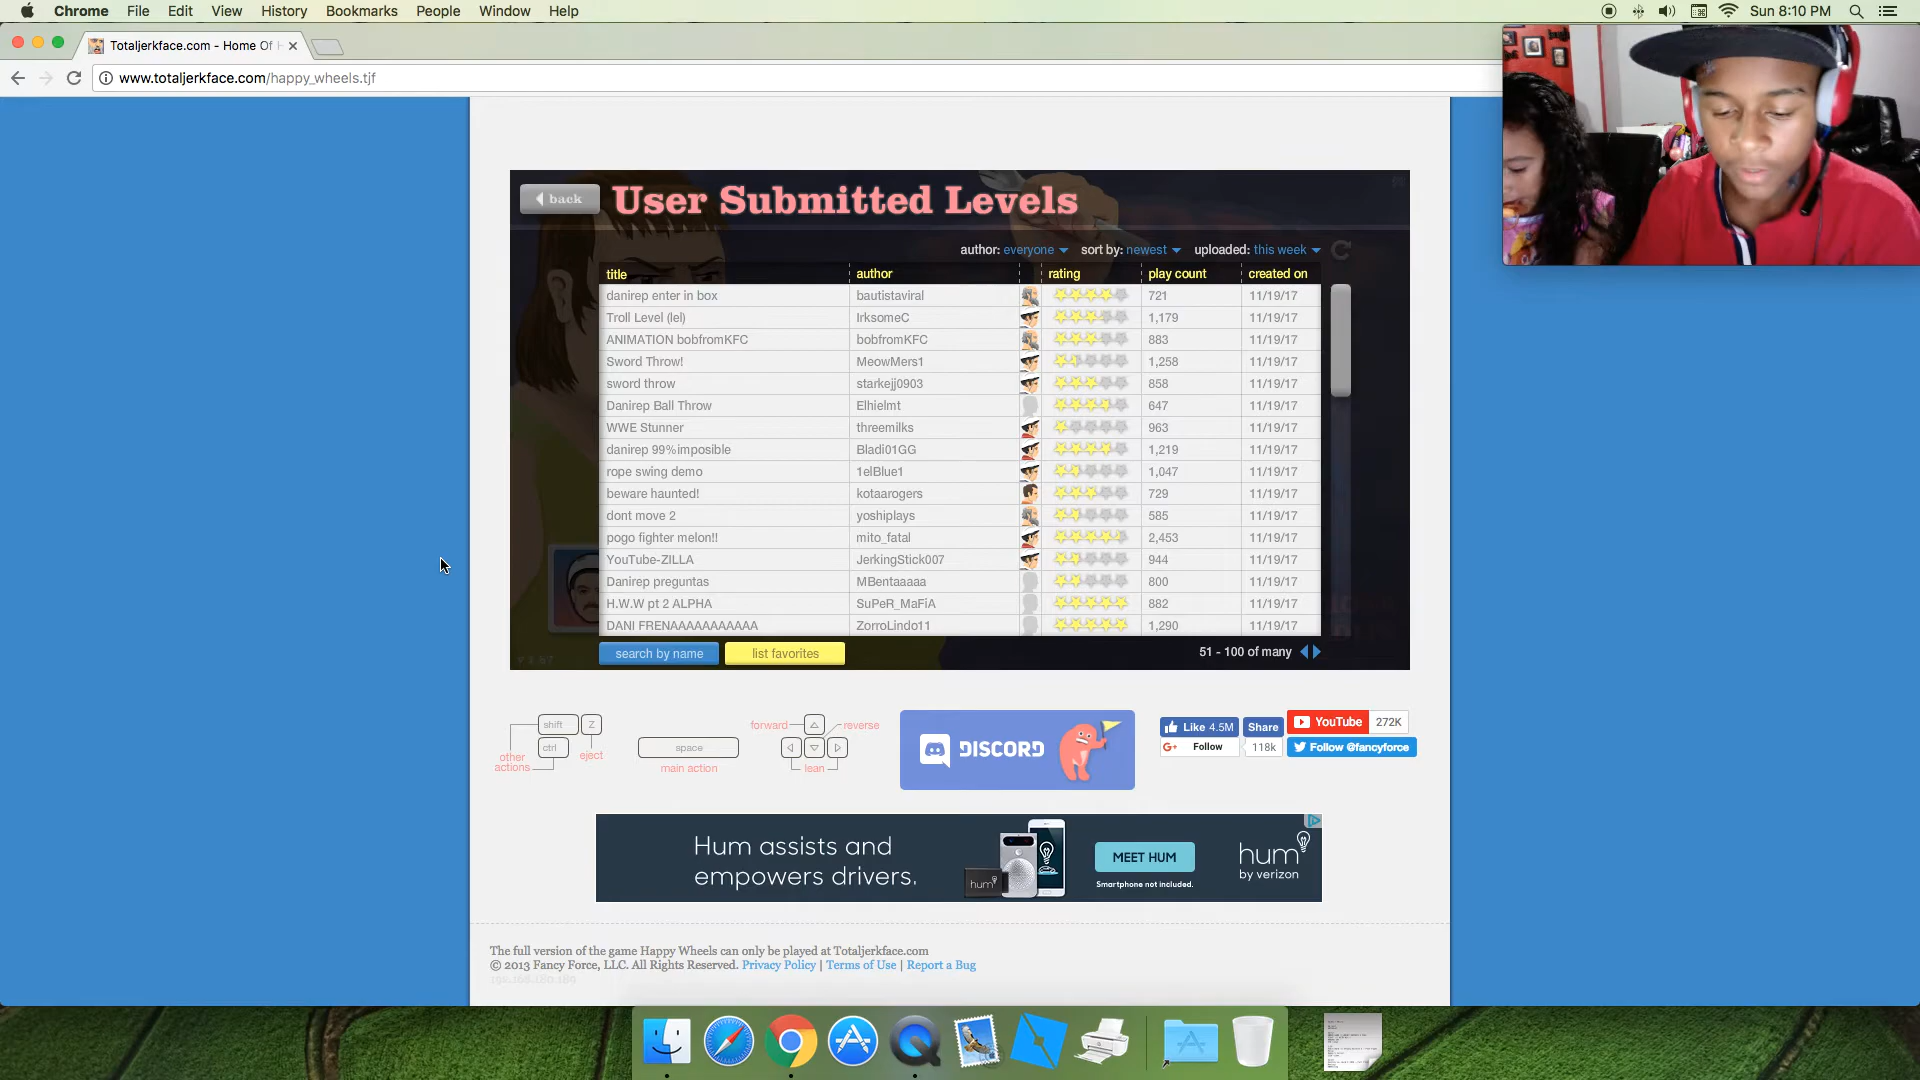 Chrome File Edit View History Bookmarks People Window Help Sun 8:10 PM
Totaljerkface.com - Home Of
www.totaljerkface.com/happy_wheels.tjf
back User Submitted Levels
author: everyone sort by: newest uploaded: this week
title author rating play count created on
danirep enter in box bautistaviral 721 11/19/17
Troll Level (lel) IrksomeC 1,179 11/19/17
ANIMATION bobfromKFC bobfromKFC 883 11/19/17
Sword Throw! MeowMers1 1,258 11/19/17
sword throw starkejj0903 858 11/19/17
Danirep Ball Throw Elhielmt 647 11/19/17
WWE Stunner threemilks 963 11/19/17
danirep 99%imposible Bladi01GG 1,219 11/19/17
rope swing demo 1elBlue1 1,047 11/19/17
beware haunted! kotaarogers 729 11/19/17
dont move 2 yoshiplays 585 11/19/17
pogo fighter melon!! mito_fatal 2,453 11/19/17
YouTube-ZILLA JerkingStick007 944 11/19/17
Danirep preguntas MBentaaaaa 800 11/19/17
H.W.W pt 2 ALPHA SuPeR_MaFiA 882 11/19/17
DANI FRENAAAAAAAAAAA ZorroLindo11 1,290 11/19/17
search by name list favorites 51 - 100 of many
shift Z
ctrl
other actions
eject
space
main action
forward reverse
lean
DISCORD
Like 4.5M Share YouTube 272K
Follow 118k Follow @fancyforce
Hum assists and
empowers drivers.
hum
MEET HUM
Smartphone not included.
hum
by verizon
The full version of the game Happy Wheels can only be played at Totaljerkface.com
© 2013 Fancy Force, LLC. All Rights Reserved. Privacy Policy | Terms of Use | Report a Bug
192.168.180.189